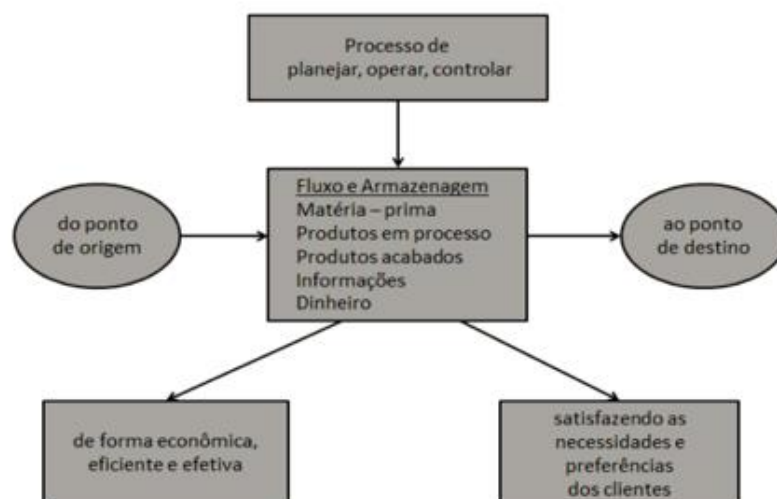 Processo de
planejar, operar, controlar
do ponto
de origem
Fluxo e Armazenagem
Matéria – prima
Produtos em processo
Produtos acabados
Informações
Dinheiro
ao ponto
de destino
de forma econômica,
eficiente e efetiva
satisfazendo as
necessidades e
preferências
dos clientes